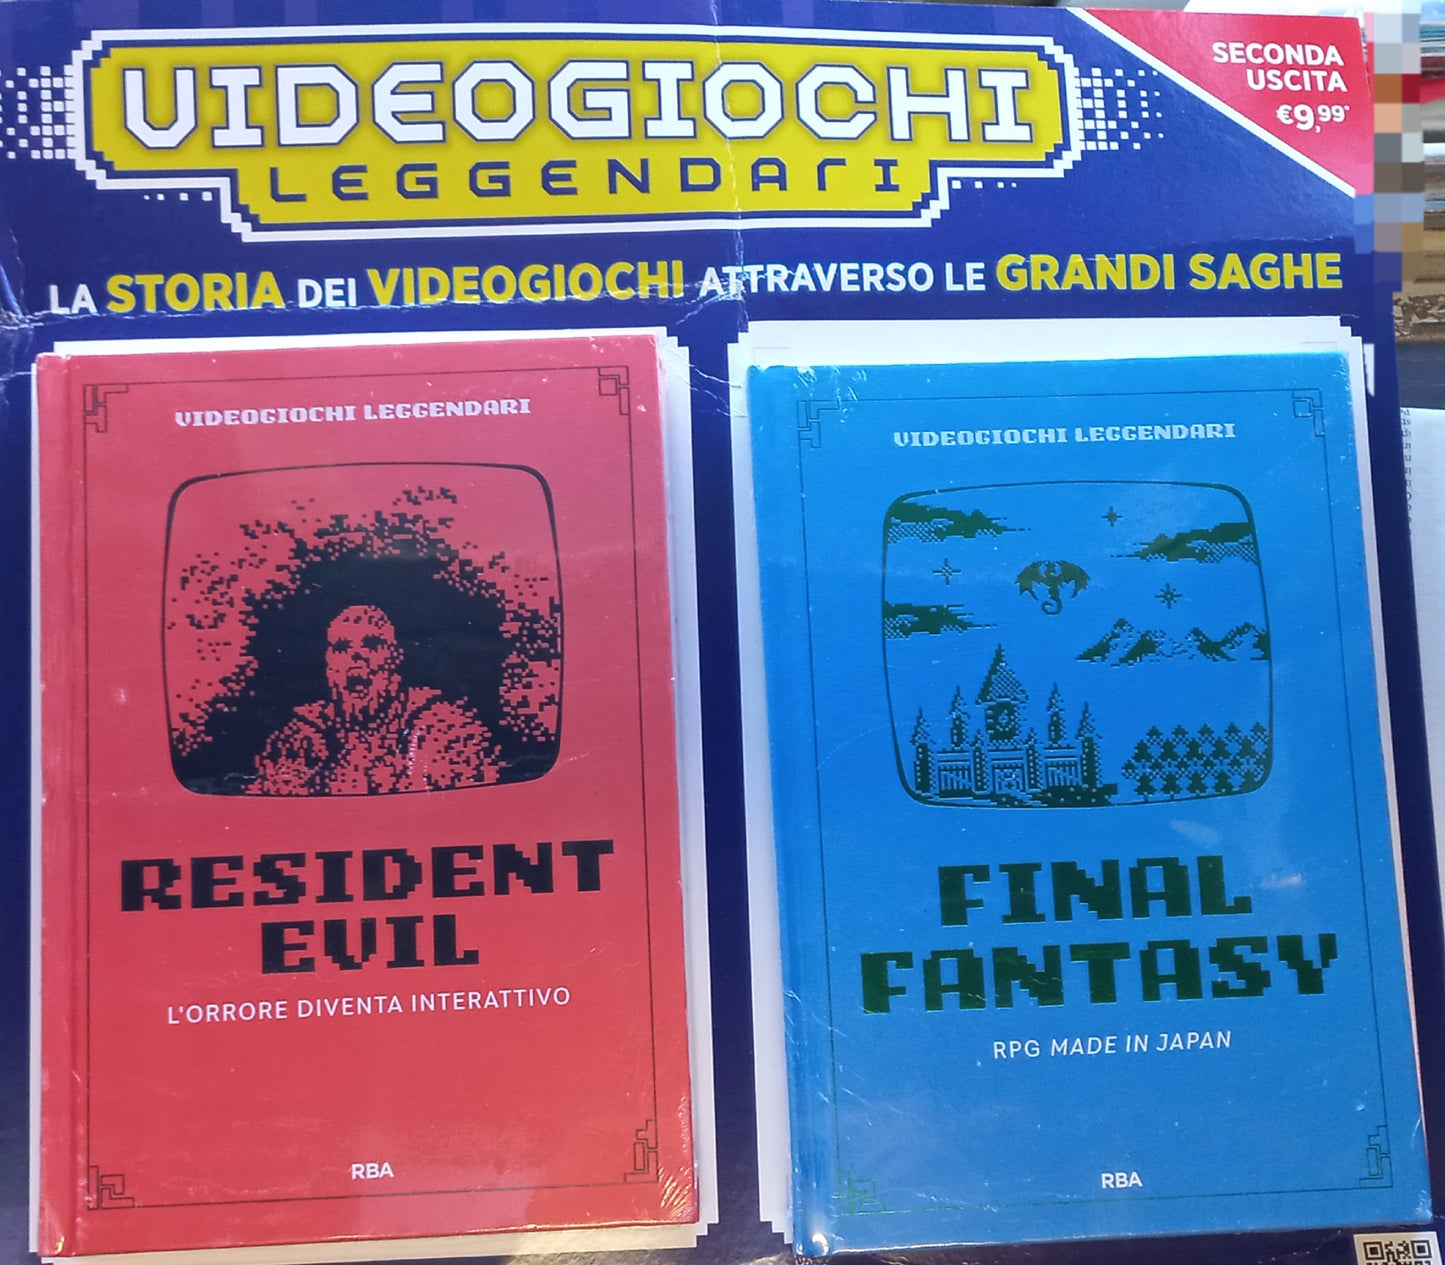 VIDEOGIOCHI
LEGGENDARI
SECONDA
USCITA
€9,99*
LA STORIA DEI VIDEOGIOCHI ATTRAVERSO LE GRANDI SAGHE
VIDEOGIOCHI LEGGENDARI
RESIDENT
EVIL
L'ORRORE DIVENTA INTERATTIVO
RBA
VIDEOGIOCHI LEGGENDARI
FINAL
FANTASY
RPG MADE IN JAPAN
RBA